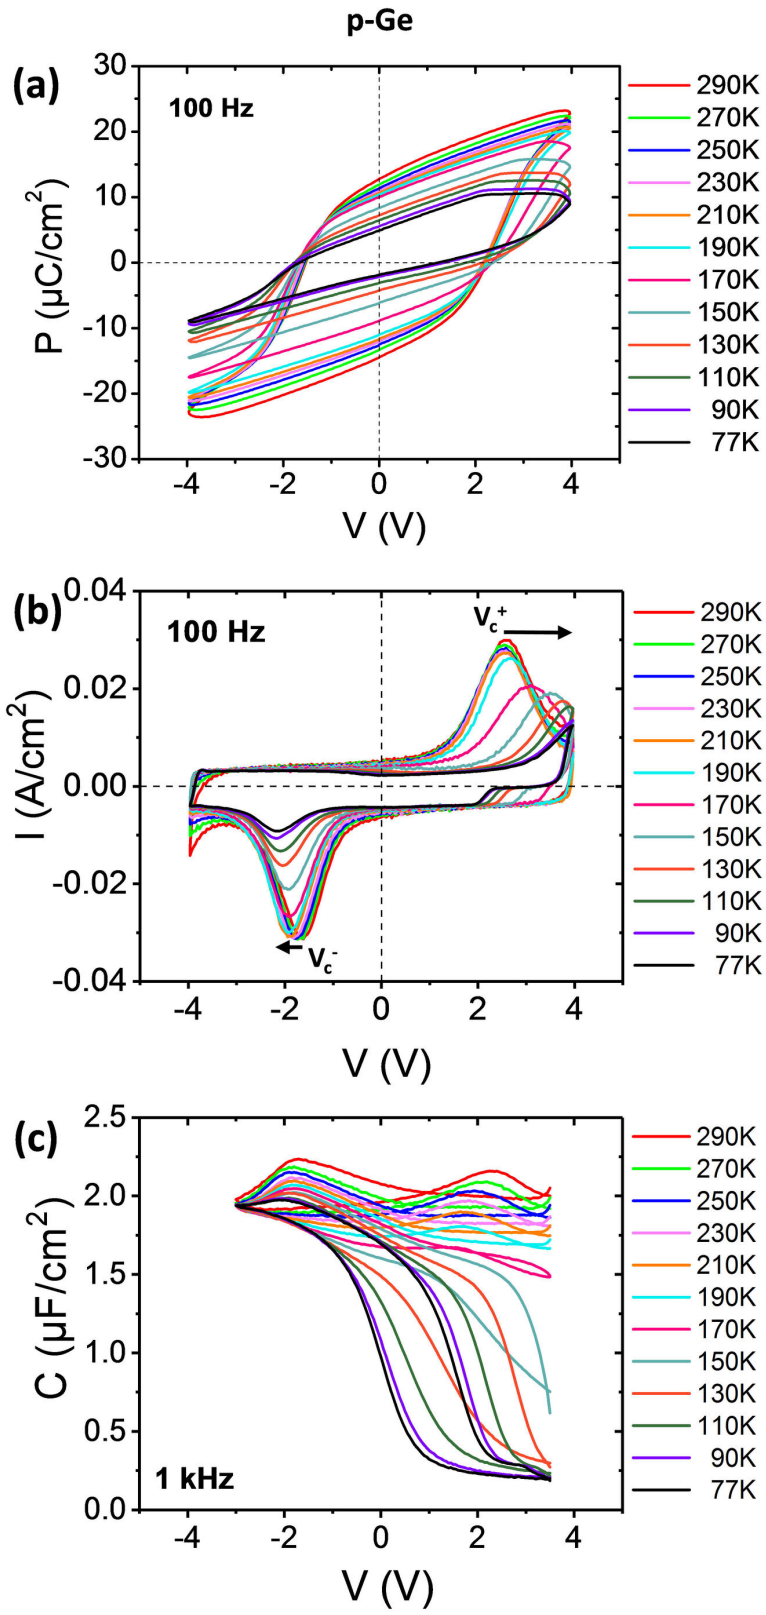 p-Ge
(a)
100 Hz
30
20
10
0
-10
-20
-30
P (µC/cm²)
-4 -2 0 2 4
V (V)
290K
270K
250K
230K
210K
190K
170K
150K
130K
110K
90K
77K
(b)
100 Hz
Vc+
Vc-
0.04
0.02
0.00
-0.02
-0.04
I (A/cm²)
-4 -2 0 2 4
V (V)
290K
270K
250K
230K
210K
190K
170K
150K
130K
110K
90K
77K
(c)
2.5
2.0
1.5
1.0
0.5
0.0
C (µF/cm²)
1 kHz
-4 -2 0 2 4
V (V)
290K
270K
250K
230K
210K
190K
170K
150K
130K
110K
90K
77K